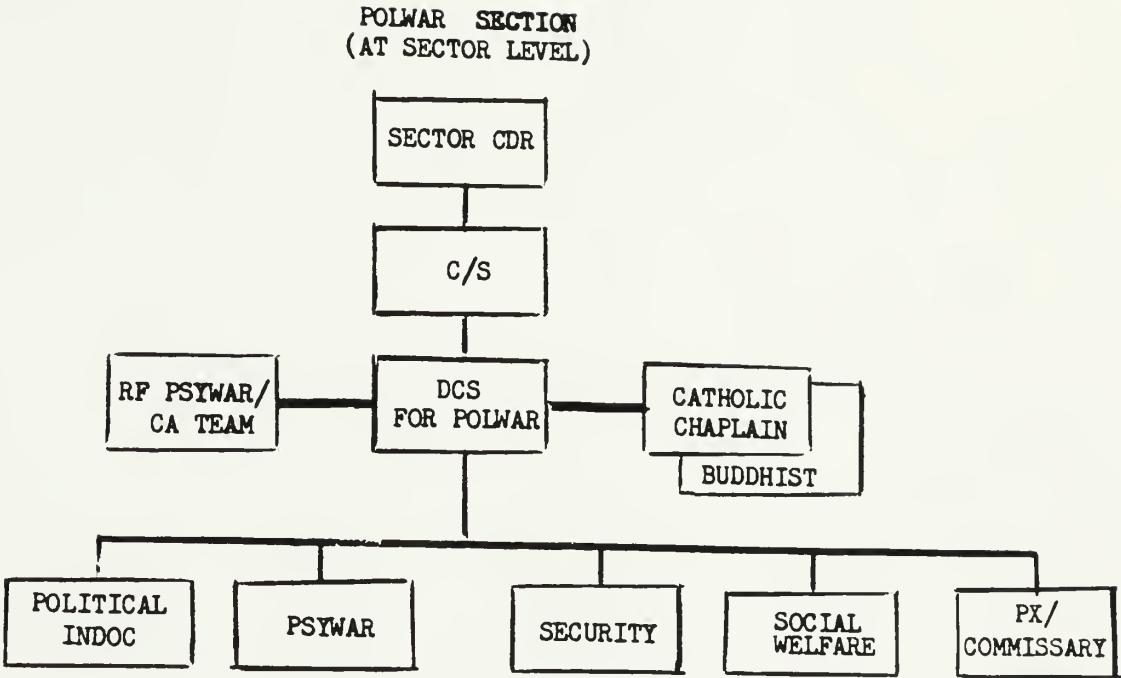 POLWAR SECTION
(AT SECTOR LEVEL)
SECTOR CDR
C/S
RF PSYWAR/
CA TEAM
DCS
FOR POLWAR
CATHOLIC
CHAPLAIN
BUDDHIST
POLITICAL
INDOC
PSYWAR
SECURITY
SOCIAL
WELFARE
PX/
COMMISSARY